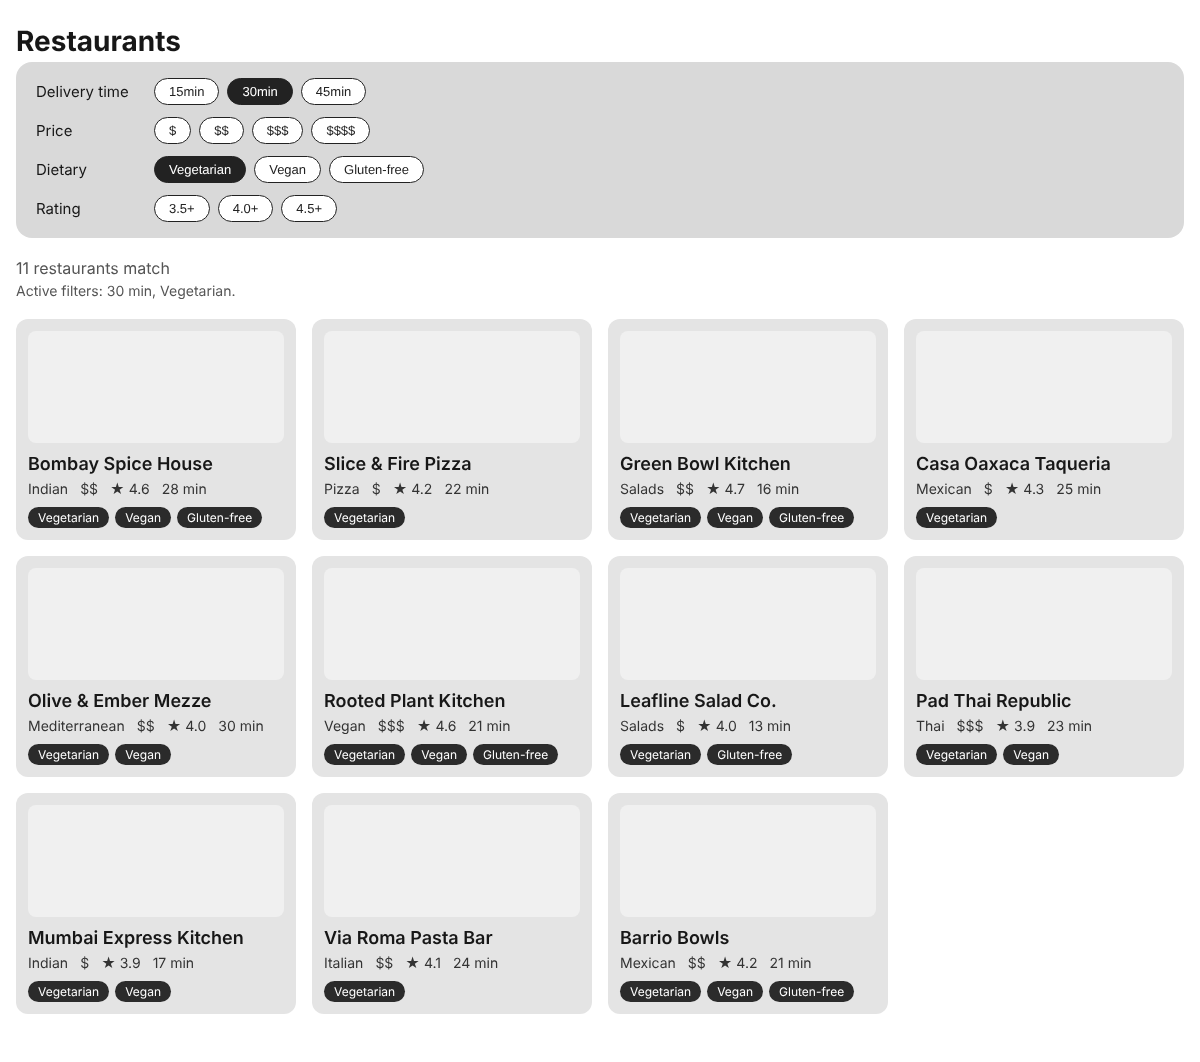 Restaurants
Delivery time 15min 30min 45min
Price $ $$ $$$ $$$$
Dietary Vegetarian Vegan Gluten-free
Rating 3.5+ 4.0+ 4.5+
11 restaurants match
Active filters: 30 min, Vegetarian.
Bombay Spice House
Indian $$ ★ 4.6 28 min
Vegetarian Vegan Gluten-free
Slice & Fire Pizza
Pizza $ ★ 4.2 22 min
Vegetarian
Green Bowl Kitchen
Salads $$ ★ 4.7 16 min
Vegetarian Vegan Gluten-free
Casa Oaxaca Taqueria
Mexican $ ★ 4.3 25 min
Vegetarian
Olive & Ember Mezze
Mediterranean $$ ★ 4.0 30 min
Vegetarian Vegan
Rooted Plant Kitchen
Vegan $$$ ★ 4.6 21 min
Vegetarian Vegan Gluten-free
Leafline Salad Co.
Salads $ ★ 4.0 13 min
Vegetarian Gluten-free
Pad Thai Republic
Thai $$$ ★ 3.9 23 min
Vegetarian Vegan
Mumbai Express Kitchen
Indian $ ★ 3.9 17 min
Vegetarian Vegan
Via Roma Pasta Bar
Italian $$ ★ 4.1 24 min
Vegetarian
Barrio Bowls
Mexican $$ ★ 4.2 21 min
Vegetarian Vegan Gluten-free